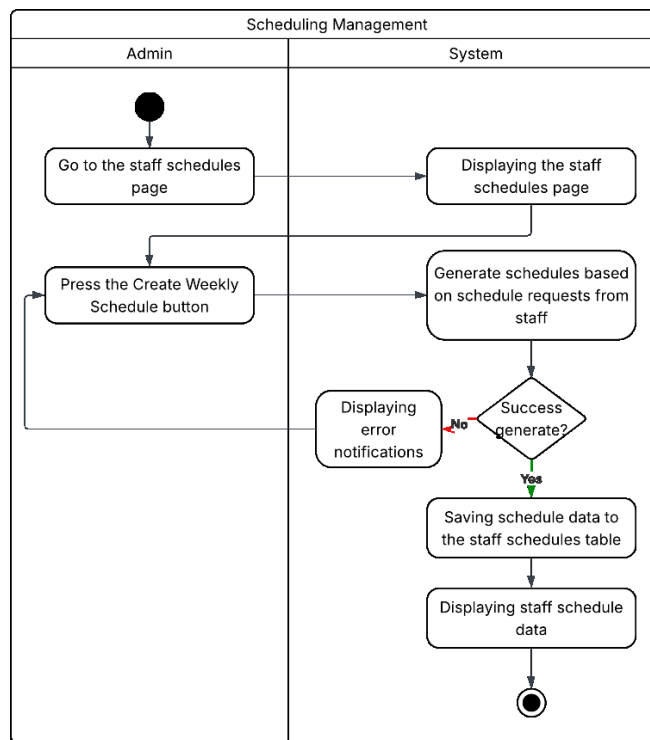 Scheduling Management
Admin
System
Go to the staff schedules
page
Displaying the staff
schedules page
Press the Create Weekly
Schedule button
Generate schedules based
on schedule requests from
staff
Success
generate?
No
Displaying
error
notifications
Yes
Saving schedule data to
the staff schedules table
Displaying staff schedule
data